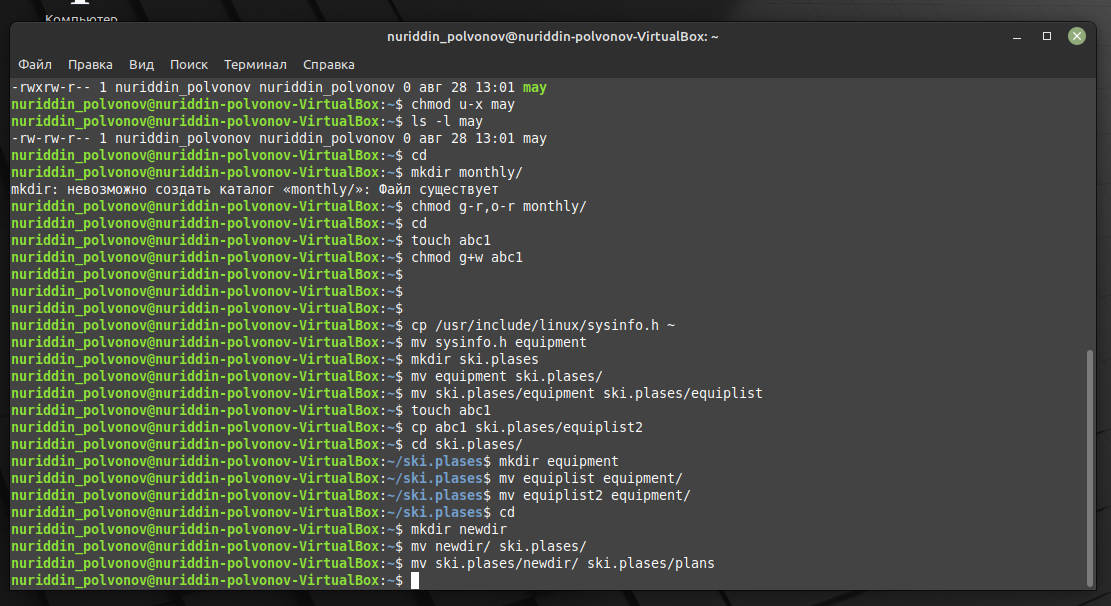 Компьютер
nuriddin_polvonov@nuriddin-polvonov-VirtualBox: ~
Файл Правка Вид Поиск Терминал Справка
-rwxrw-r-- 1 nuriddin_polvonov nuriddin_polvonov 0 авг 28 13:01 may
nuriddin_polvonov@nuriddin-polvonov-VirtualBox:~$ chmod u-x may
nuriddin_polvonov@nuriddin-polvonov-VirtualBox:~$ ls -l may
-rw-rw-r-- 1 nuriddin_polvonov nuriddin_polvonov 0 авг 28 13:01 may
nuriddin_polvonov@nuriddin-polvonov-VirtualBox:~$ cd
nuriddin_polvonov@nuriddin-polvonov-VirtualBox:~$ mkdir monthly/
mkdir: невозможно создать каталог «monthly/»: Файл существует
nuriddin_polvonov@nuriddin-polvonov-VirtualBox:~$ chmod g-r,o-r monthly/
nuriddin_polvonov@nuriddin-polvonov-VirtualBox:~$ cd
nuriddin_polvonov@nuriddin-polvonov-VirtualBox:~$ touch abc1
nuriddin_polvonov@nuriddin-polvonov-VirtualBox:~$ chmod g+w abc1
nuriddin_polvonov@nuriddin-polvonov-VirtualBox:~$
nuriddin_polvonov@nuriddin-polvonov-VirtualBox:~$
nuriddin_polvonov@nuriddin-polvonov-VirtualBox:~$
nuriddin_polvonov@nuriddin-polvonov-VirtualBox:~$ cp /usr/include/linux/sysinfo.h ~
nuriddin_polvonov@nuriddin-polvonov-VirtualBox:~$ mv sysinfo.h equipment
nuriddin_polvonov@nuriddin-polvonov-VirtualBox:~$ mkdir ski.plases
nuriddin_polvonov@nuriddin-polvonov-VirtualBox:~$ mv equipment ski.plases/
nuriddin_polvonov@nuriddin-polvonov-VirtualBox:~$ mv ski.plases/equipment ski.plases/equiplist
nuriddin_polvonov@nuriddin-polvonov-VirtualBox:~$ touch abc1
nuriddin_polvonov@nuriddin-polvonov-VirtualBox:~$ cp abc1 ski.plases/equiplist2
nuriddin_polvonov@nuriddin-polvonov-VirtualBox:~$ cd ski.plases/
nuriddin_polvonov@nuriddin-polvonov-VirtualBox:~/ski.plases$ mkdir equipment
nuriddin_polvonov@nuriddin-polvonov-VirtualBox:~/ski.plases$ mv equiplist equipment/
nuriddin_polvonov@nuriddin-polvonov-VirtualBox:~/ski.plases$ mv equiplist2 equipment/
nuriddin_polvonov@nuriddin-polvonov-VirtualBox:~/ski.plases$ cd
nuriddin_polvonov@nuriddin-polvonov-VirtualBox:~$ mkdir newdir
nuriddin_polvonov@nuriddin-polvonov-VirtualBox:~$ mv newdir/ ski.plases/
nuriddin_polvonov@nuriddin-polvonov-VirtualBox:~$ mv ski.plases/newdir/ ski.plases/plans
nuriddin_polvonov@nuriddin-polvonov-VirtualBox:~$